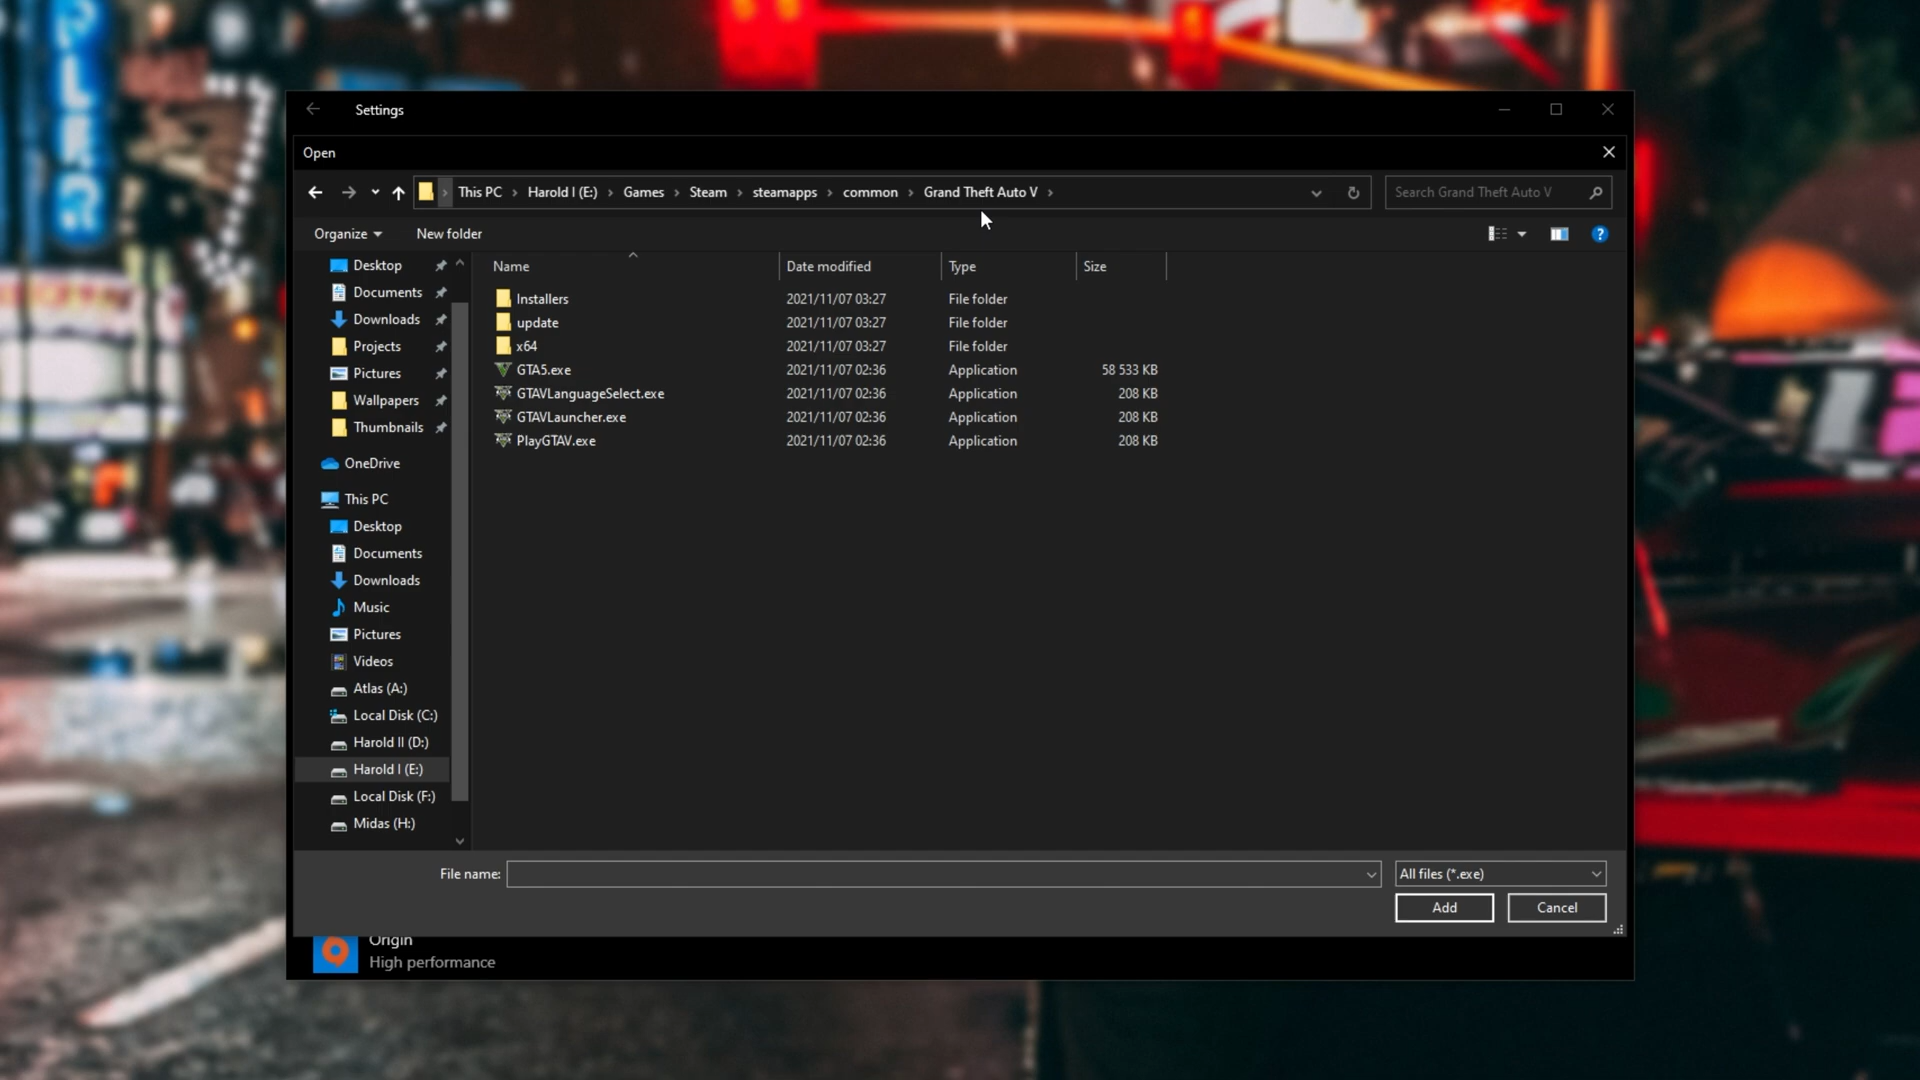 Settings
Open
This PC Harold I (E:) Games Steam steamapps common Grand Theft Auto V
Search Grand Theft Auto V
Organize New folder
Name Date modified Type Size
Desktop
Documents
Downloads
Projects
Pictures
Wallpapers
Thumbnails
OneDrive
This PC
Desktop
Documents
Downloads
Music
Pictures
Videos
Atlas (A:)
Local Disk (C:)
Harold II (D:)
Harold I (E:)
Local Disk (F:)
Midas (H:)
Installers 2021/11/07 03:27 File folder
update 2021/11/07 03:27 File folder
x64 2021/11/07 03:27 File folder
GTA5.exe 2021/11/07 02:36 Application 58 533 KB
GTAVLanguageSelect.exe 2021/11/07 02:36 Application 208 KB
GTAVLauncher.exe 2021/11/07 02:36 Application 208 KB
PlayGTAV.exe 2021/11/07 02:36 Application 208 KB
File name:
All files (*.exe)
Add Cancel
Origin
High performance